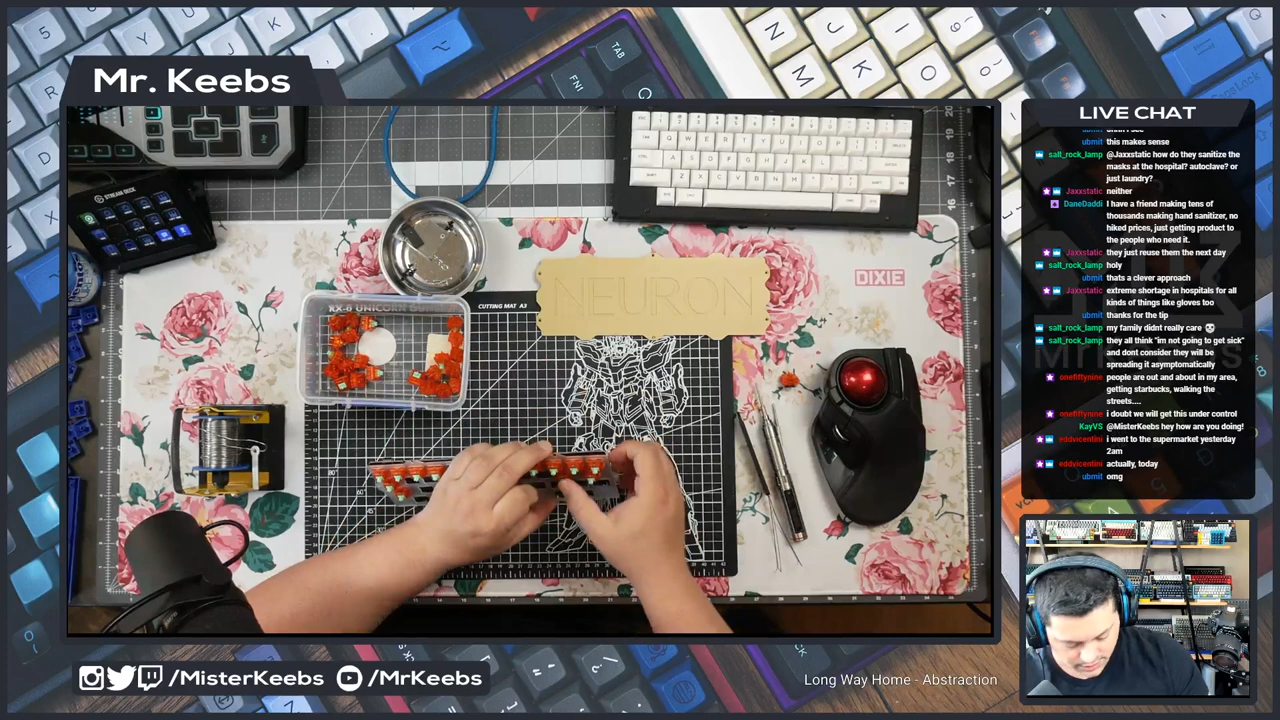 Mr. Keebs
LIVE CHAT
ubmit this makes sense
salt_rock_lamp @Jaxxstatic how do they sanitize the
masks at the hospital? autoclave? or
just laundry?
Jaxxstatic neither
DaneDaddi I have a friend making tens of
thousands making hand sanitizer, no
hiked prices, just getting product to
the people who need it.
Jaxxstatic they just reuse them the next day
salt_rock_lamp holy
ubmit thats a clever approach
Jaxxstatic extreme shortage in hospitals for all
kinds of things like gloves too
ubmit thanks for the tip
salt_rock_lamp my family didnt really care 💀
salt_rock_lamp they all think "im not going to get sick"
and dont consider they will be
spreading it asymptomatically
onefiftynine people are out and about in my area,
getting starbucks, walking the
streets....
onefiftynine i doubt we will get this under control
KayVS @MisterKeebs hey how are you doing!
eddvicentini i went to the supermarket yesterday
2am
eddvicentini actually, today
ubmit omg
STREAM DECK
DIXIE
NEURON
CUTTING MAT A3
/MisterKeebs
/MrKeebs
Long Way Home - Abstraction
TAB
FN1